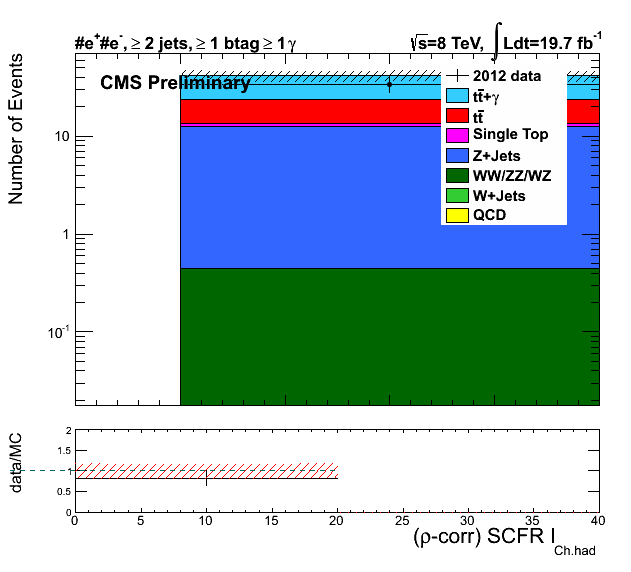 #e⁺#e⁻, ≥ 2 jets, ≥ 1 btag ≥ 1 γ
√s=8 TeV, ∫Ldt=19.7 fb⁻¹
CMS Preliminary
2012 data
tt̄+γ
tt̄
Single Top
Z+Jets
WW/ZZ/WZ
W+Jets
QCD
Number of Events
10
1
10⁻¹
data/MC
2
1.5
1
0.5
0
0 5 10 15 20 25 30 35 40
(ρ-corr) SCFR I_Ch.had